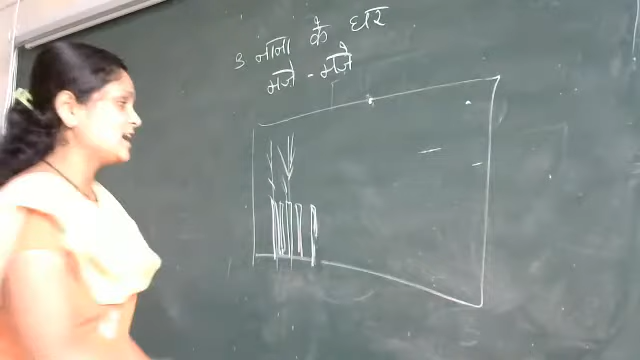 3 नाना के घर
मजे - मजे